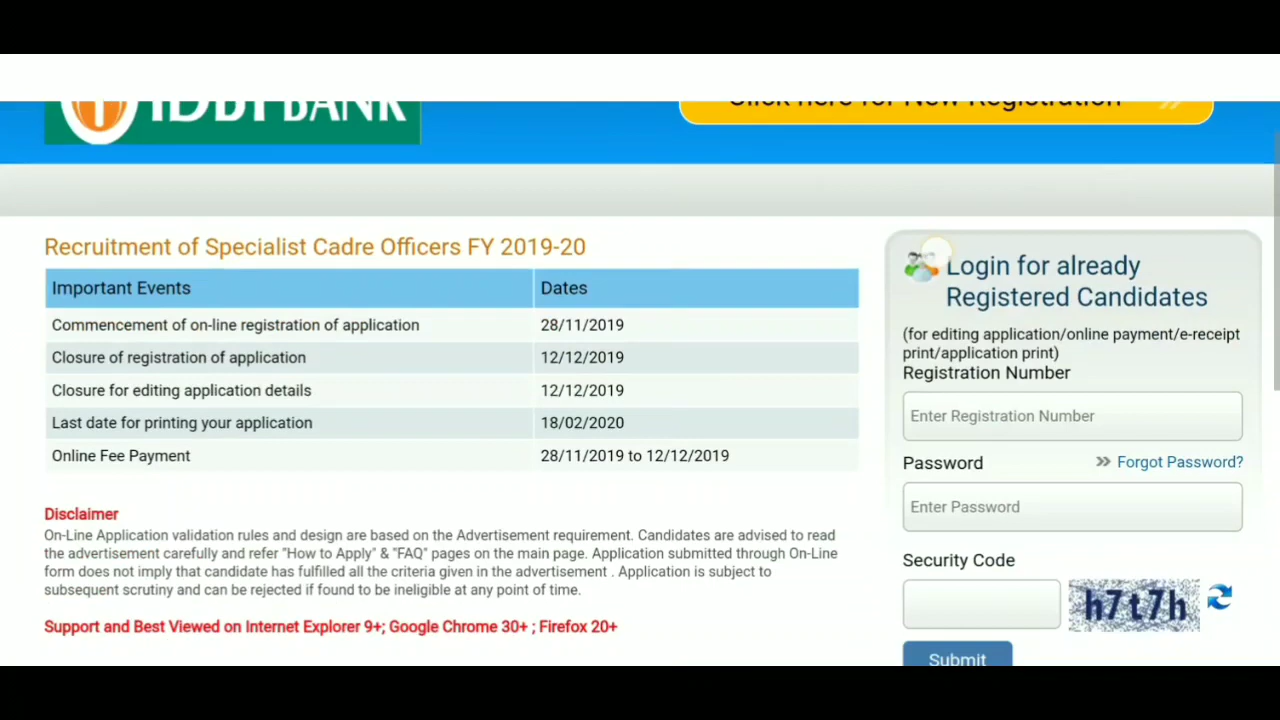 IDBI BANK
Click here for New Registration
Recruitment of Specialist Cadre Officers FY 2019-20
Important Events Dates
Commencement of on-line registration of application 28/11/2019
Closure of registration of application 12/12/2019
Closure for editing application details 12/12/2019
Last date for printing your application 18/02/2020
Online Fee Payment 28/11/2019 to 12/12/2019
Disclaimer
On-Line Application validation rules and design are based on the Advertisement requirement. Candidates are advised to read
the advertisement carefully and refer "How to Apply" & "FAQ" pages on the main page. Application submitted through On-Line
form does not imply that candidate has fulfilled all the criteria given in the advertisement . Application is subject to
subsequent scrutiny and can be rejected if found to be ineligible at any point of time.
Support and Best Viewed on Internet Explorer 9+; Google Chrome 30+ ; Firefox 20+
Login for already
Registered Candidates
(for editing application/online payment/e-receipt
print/application print)
Registration Number
Enter Registration Number
Password >> Forgot Password?
Enter Password
Security Code
h7t7h
Submit